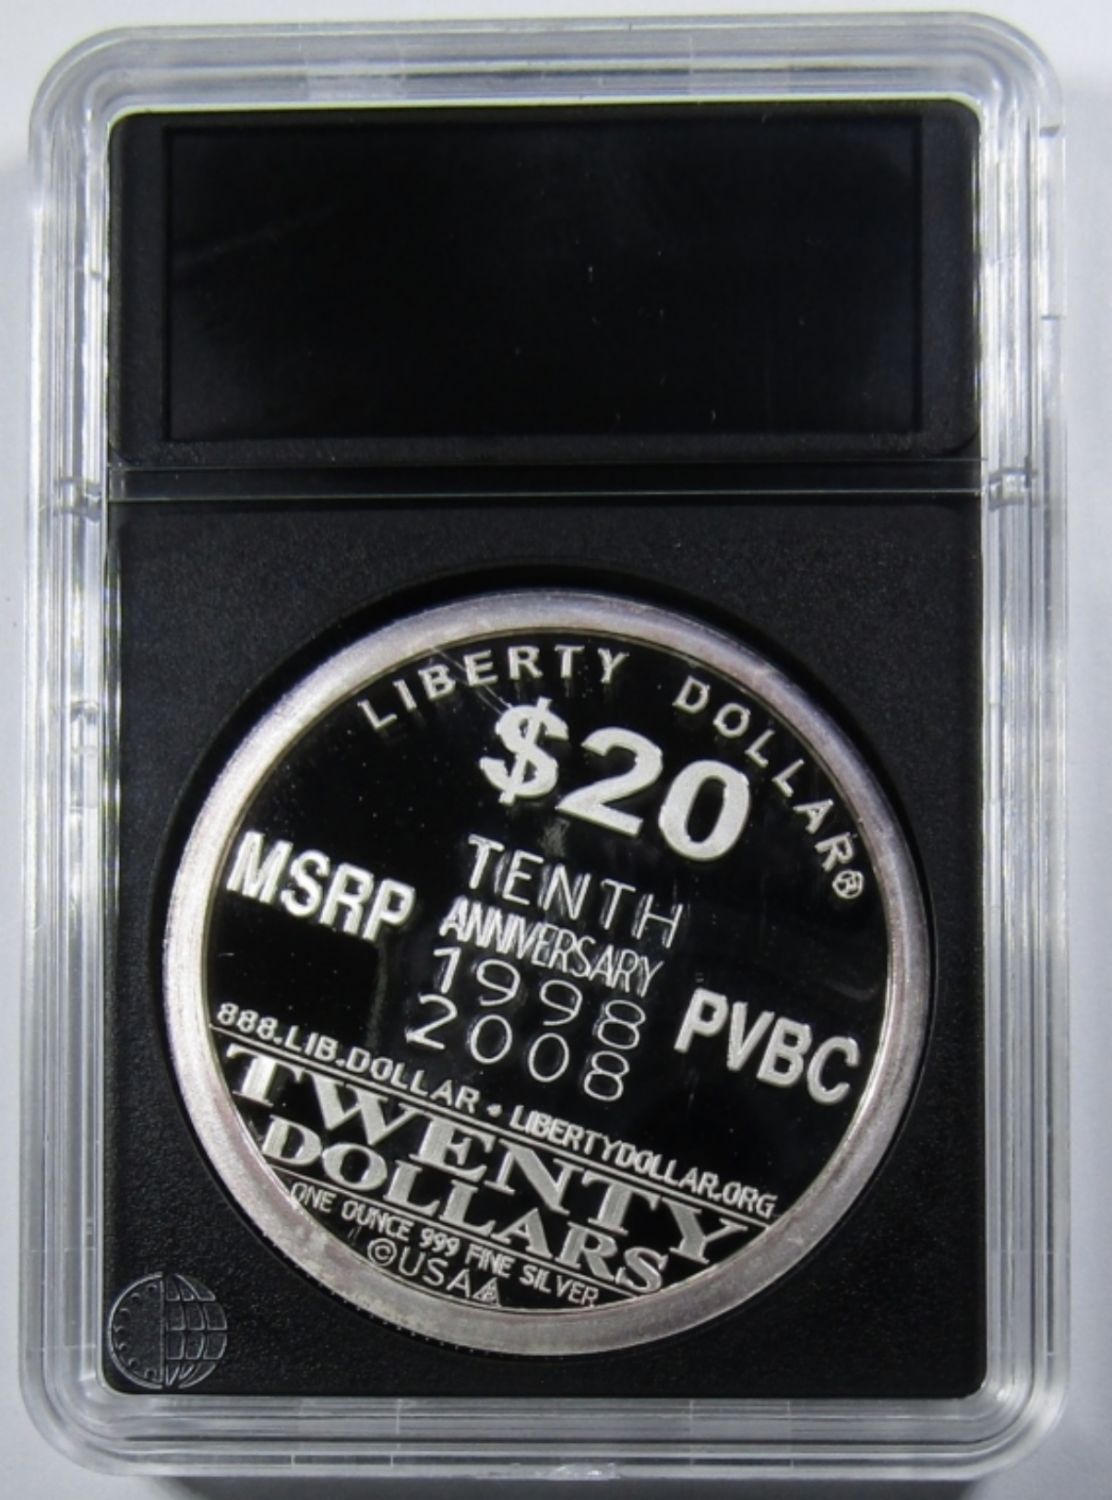 LIBERTY DOLLAR®
$20
TENTH
ANNIVERSARY
1998
2008
MSRP
PVBC
888.LIB.DOLLAR • LIBERTYDOLLAR.ORG
TWENTY
DOLLARS
ONE OUNCE 999 FINE SILVER
©USA